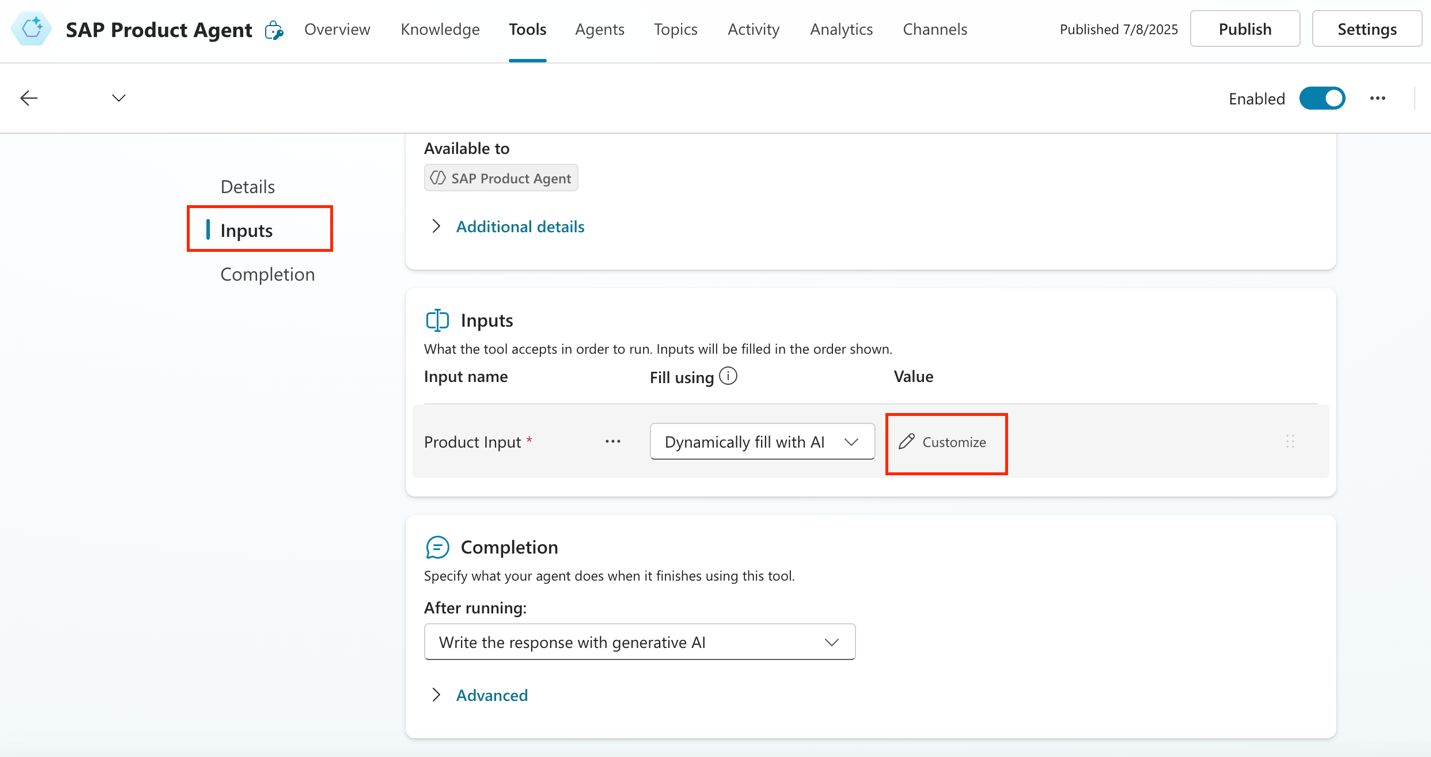 SAP Product Agent Overview Knowledge Tools Agents Topics Activity Analytics Channels Published 7/8/2025 Publish Settings
Enabled
Details
Inputs
Completion
Available to
SAP Product Agent
Additional details
Inputs
What the tool accepts in order to run. Inputs will be filled in the order shown.
Input name Fill using Value
Product Input * Dynamically fill with AI Customize
Completion
Specify what your agent does when it finishes using this tool.
After running:
Write the response with generative AI
Advanced